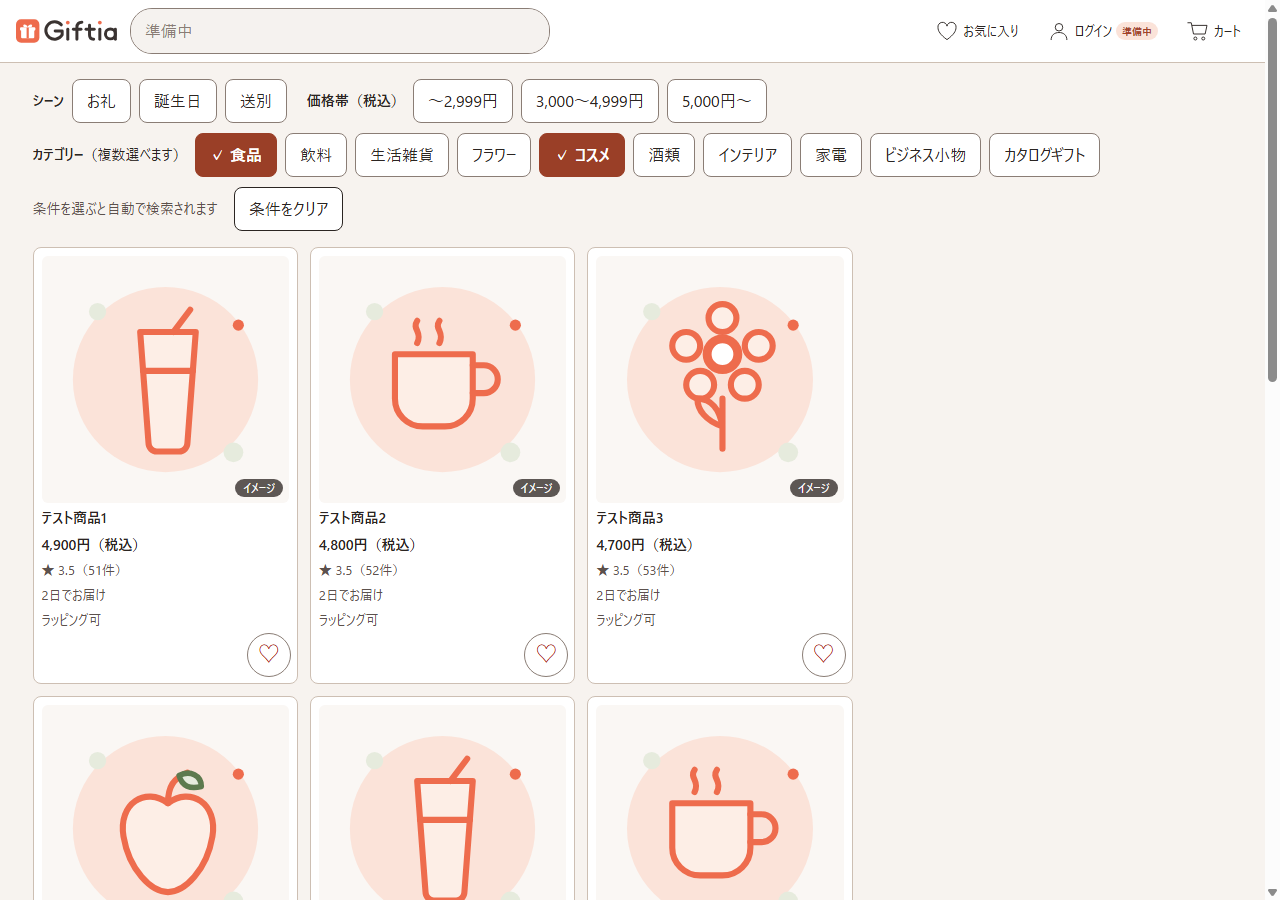 Giftia 準備中 お気に入り ログイン 準備中 カート
シーン お礼 誕生日 送別 価格帯（税込） ～2,999円 3,000～4,999円 5,000円～
カテゴリー（複数選べます） ✓ 食品 飲料 生活雑貨 フラワー ✓ コスメ 酒類 インテリア 家電 ビジネス小物 カタログギフト
条件を選ぶと自動で検索されます 条件をクリア
イメージ イメージ イメージ
テスト商品1 テスト商品2 テスト商品3
4,900円（税込） 4,800円（税込） 4,700円（税込）
★ 3.5（51件） ★ 3.5（52件） ★ 3.5（53件）
2日でお届け 2日でお届け 2日でお届け
ラッピング可 ラッピング可 ラッピング可